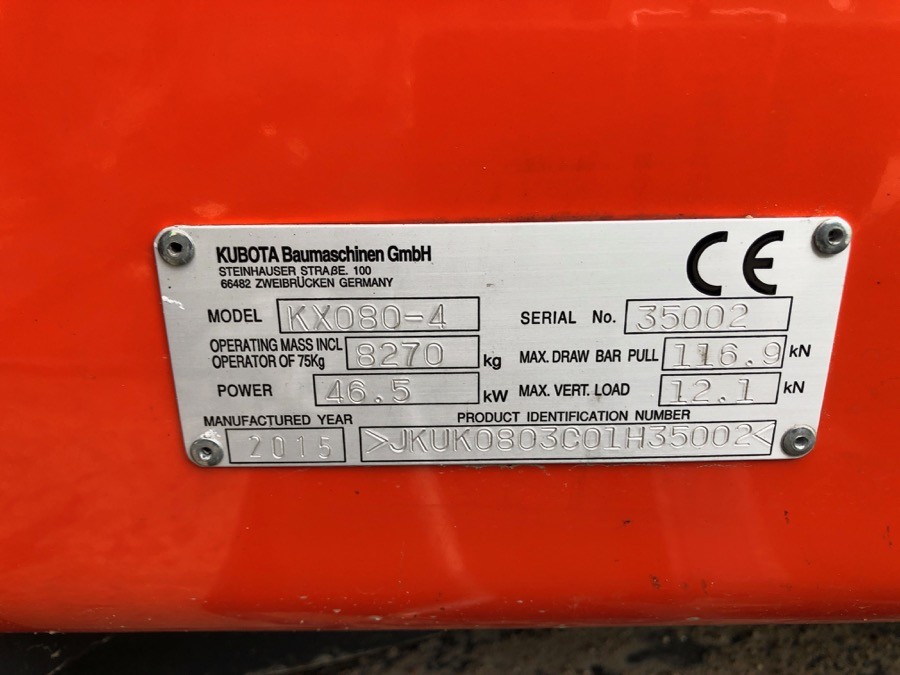 KUBOTA Baumaschinen GmbH
STEINHAUSER STRAßE. 100
66482 ZWEIBRÜCKEN GERMANY
CE
MODEL KX080-4 SERIAL No. 35002
OPERATING MASS INCL
OPERATOR OF 75Kg 8270 kg MAX. DRAW BAR PULL 116.9 kN
POWER 46.5 kW MAX. VERT. LOAD 12.1 kN
MANUFACTURED YEAR PRODUCT IDENTIFICATION NUMBER
2015 >JKUK0803C01H35002<